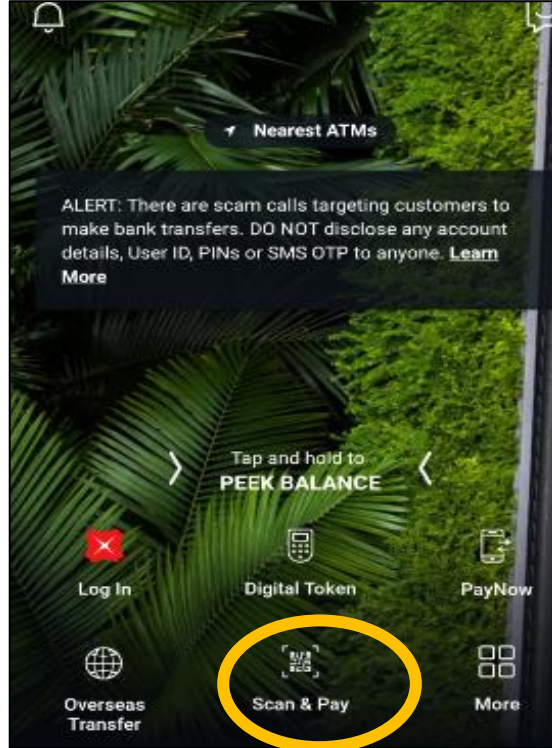 Nearest ATMs
ALERT: There are scam calls targeting customers to
make bank transfers. DO NOT disclose any account
details, User ID, PINs or SMS OTP to anyone. Learn
More
Tap and hold to
PEEK BALANCE
Log In
Digital Token
PayNow
Overseas
Transfer
Scan & Pay
More